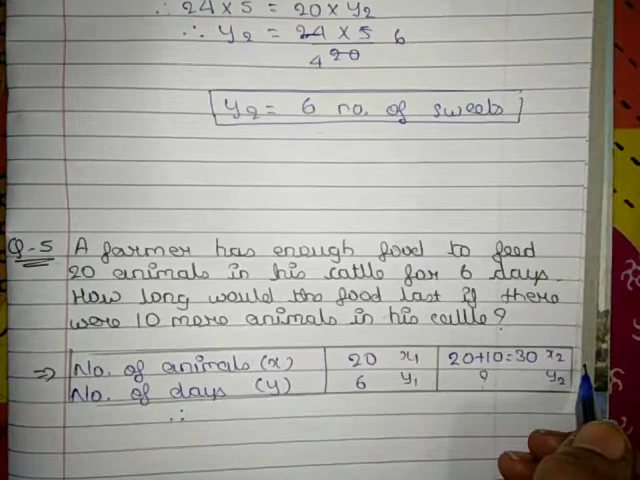 ∴ 24 x 5 = 20 x y₂
∴ y₂ = 24 x 5 6
4 20
y₂ = 6 no. of sweets
Q-5 A farmer has enough food to feed
20 animals in his cattle for 6 days.
How long would the food last if there
were 10 more animals in his cattle?
⇒ No. of animals (x) 20 x₁ 20+10=30 x₂
No. of days (y) 6 y₁ ? y₂
∴